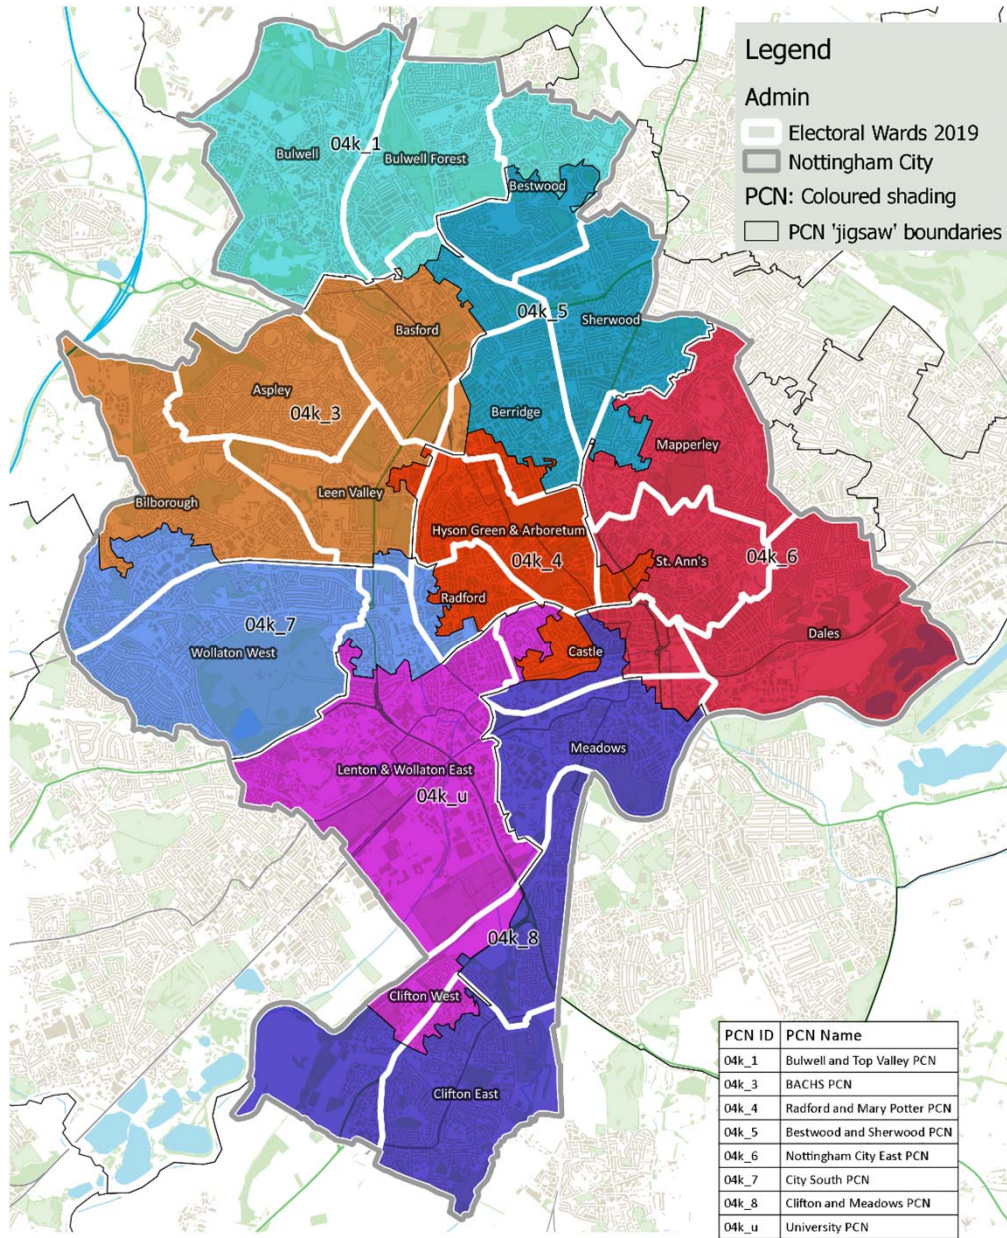 Legend
Admin
Electoral Wards 2019
Nottingham City
PCN: Coloured shading
PCN 'jigsaw' boundaries
Bulwell
04k_1
Bulwell Forest
Bestwood
04k_5
Sherwood
Basford
Aspley
04k_3
Berridge
Mapperley
Bilborough
Leen Valley
Hyson Green & Arboretum
04k_4
St. Ann's
04k_6
Radford
04k_7
Wollaton West
Castle
Dales
Meadows
Lenton & Wollaton East
04k_u
04k_8
Clifton West
Clifton East
PCN ID PCN Name
04k_1 Bulwell and Top Valley PCN
04k_3 BACHS PCN
04k_4 Radford and Mary Potter PCN
04k_5 Bestwood and Sherwood PCN
04k_6 Nottingham City East PCN
04k_7 City South PCN
04k_8 Clifton and Meadows PCN
04k_u University PCN